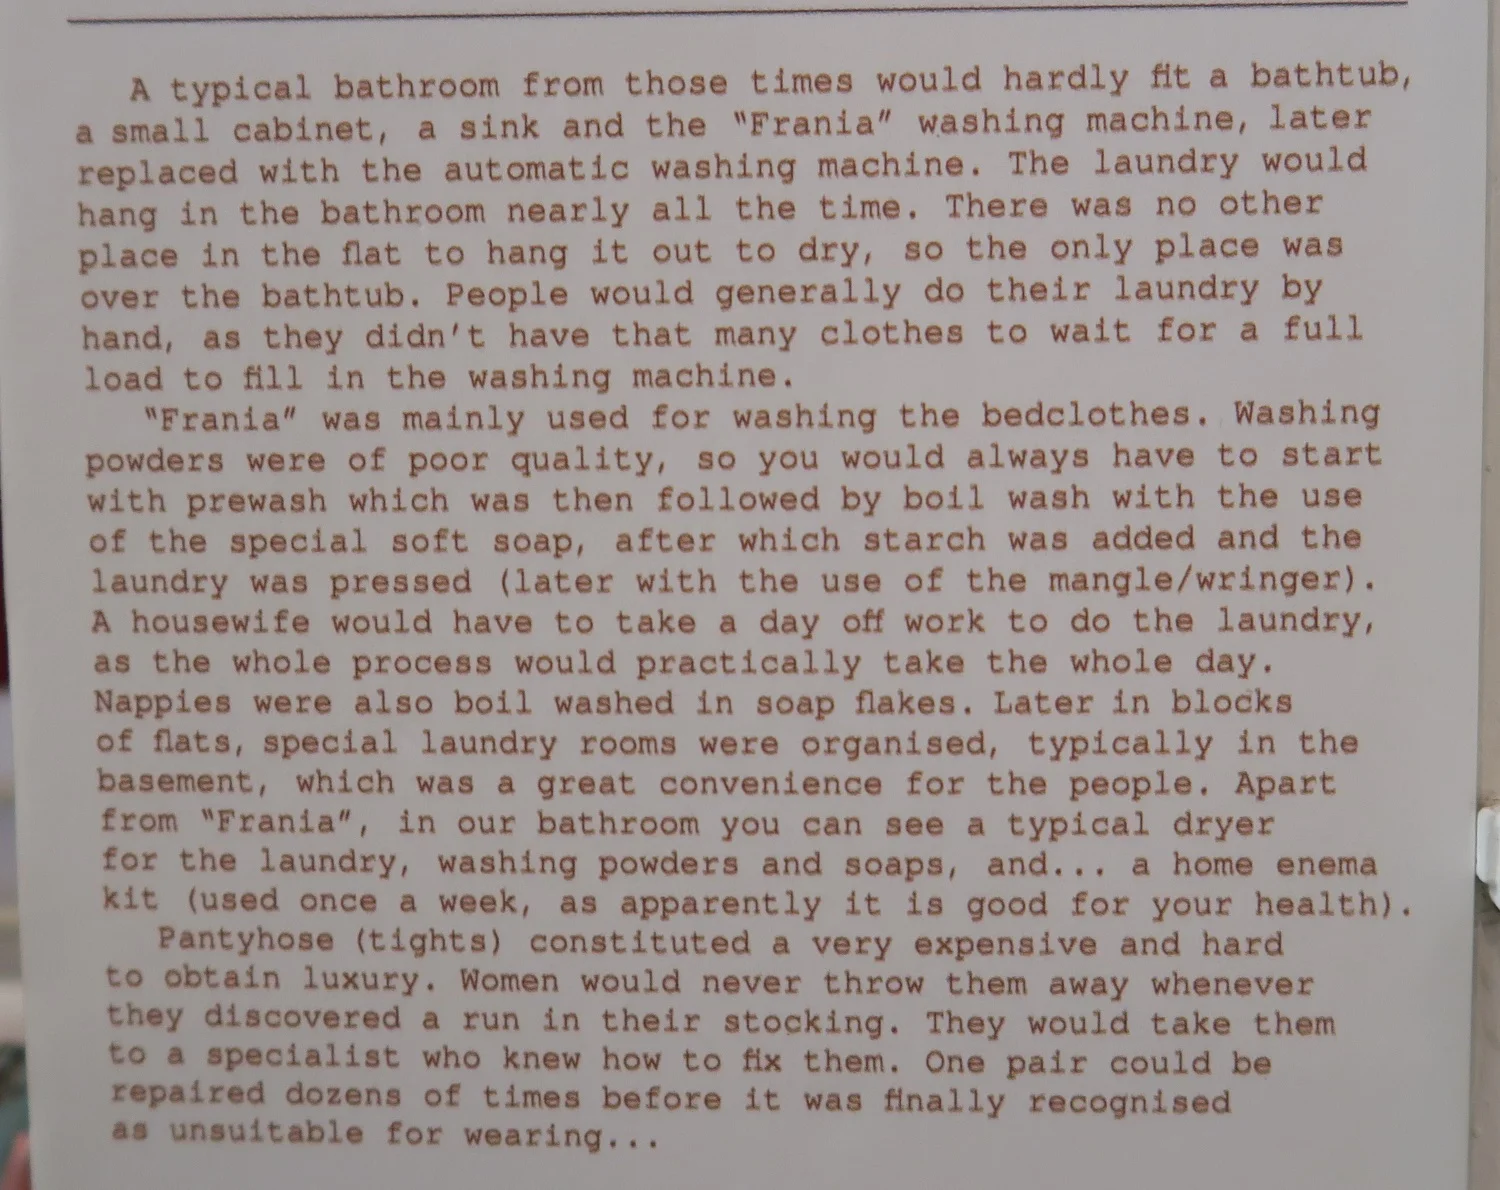 A typical bathroom from those times would hardly fit a bathtub,
a small cabinet, a sink and the "Frania" washing machine, later
replaced with the automatic washing machine. The laundry would
hang in the bathroom nearly all the time. There was no other
place in the flat to hang it out to dry, so the only place was
over the bathtub. People would generally do their laundry by
hand, as they didn't have that many clothes to wait for a full
load to fill in the washing machine.
"Frania" was mainly used for washing the bedclothes. Washing
powders were of poor quality, so you would always have to start
with prewash which was then followed by boil wash with the use
of the special soft soap, after which starch was added and the
laundry was pressed (later with the use of the mangle/wringer).
A housewife would have to take a day off work to do the laundry,
as the whole process would practically take the whole day.
Nappies were also boil washed in soap flakes. Later in blocks
of flats, special laundry rooms were organised, typically in the
basement, which was a great convenience for the people. Apart
from "Frania", in our bathroom you can see a typical dryer
for the laundry, washing powders and soaps, and... a home enema
kit (used once a week, as apparently it is good for your health).
Pantyhose (tights) constituted a very expensive and hard
to obtain luxury. Women would never throw them away whenever
they discovered a run in their stocking. They would take them
to a specialist who knew how to fix them. One pair could be
repaired dozens of times before it was finally recognised
as unsuitable for wearing...